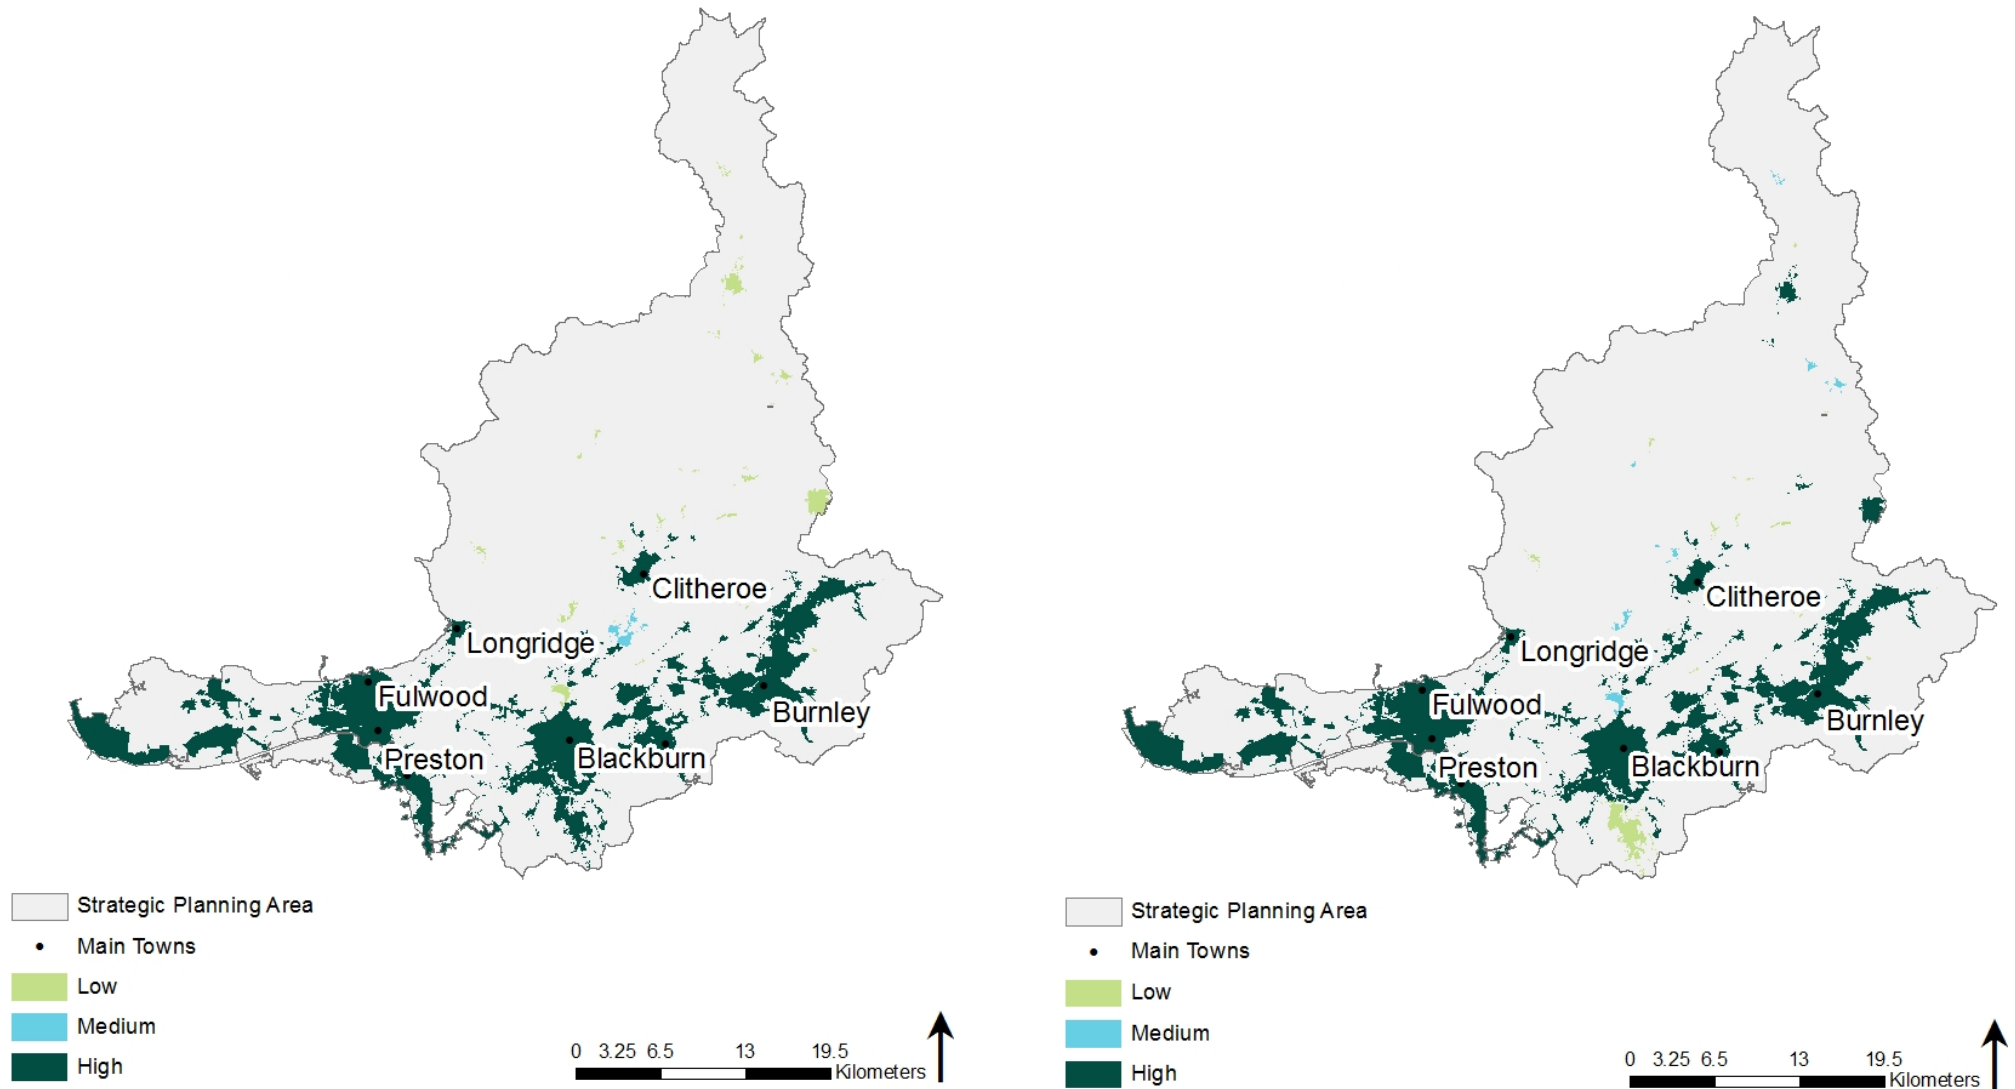 Clitheroe
Longridge
Fulwood
Burnley
Preston
Blackburn
Strategic Planning Area
Main Towns
Low
Medium
High
0 3.25 6.5 13 19.5
Kilometers
Clitheroe
Longridge
Fulwood
Burnley
Preston
Blackburn
Strategic Planning Area
Main Towns
Low
Medium
High
0 3.25 6.5 13 19.5
Kilometers